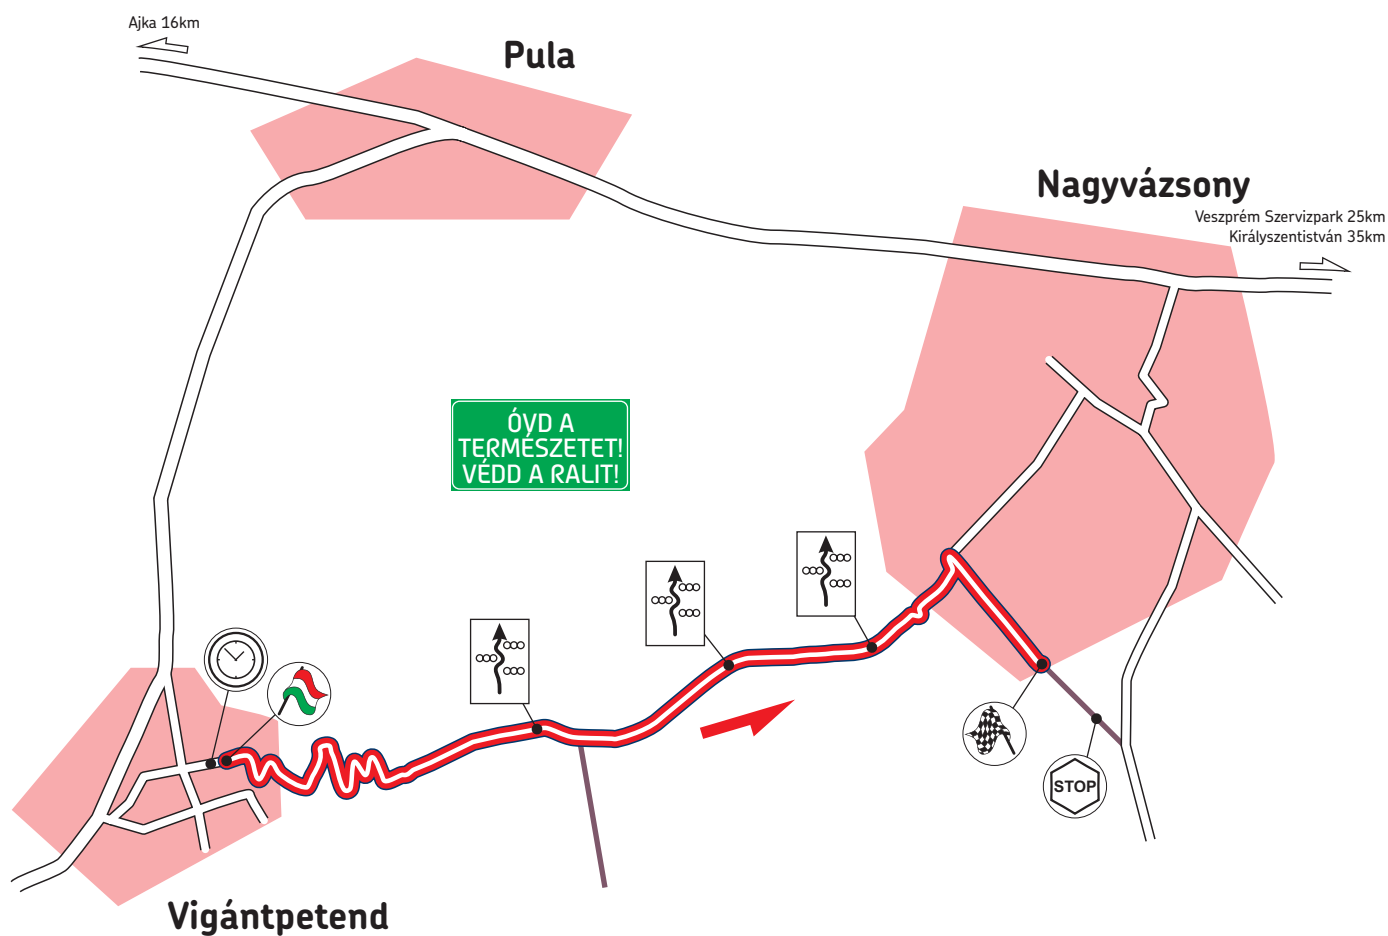 Ajka 16km
Pula
Nagyvázsony
Veszprém Szervizpark 25km
Királyszentistván 35km
ÓVD A
TERMÉSZETET!
VÉDD A RALIT!
STOP
Vigántpetend